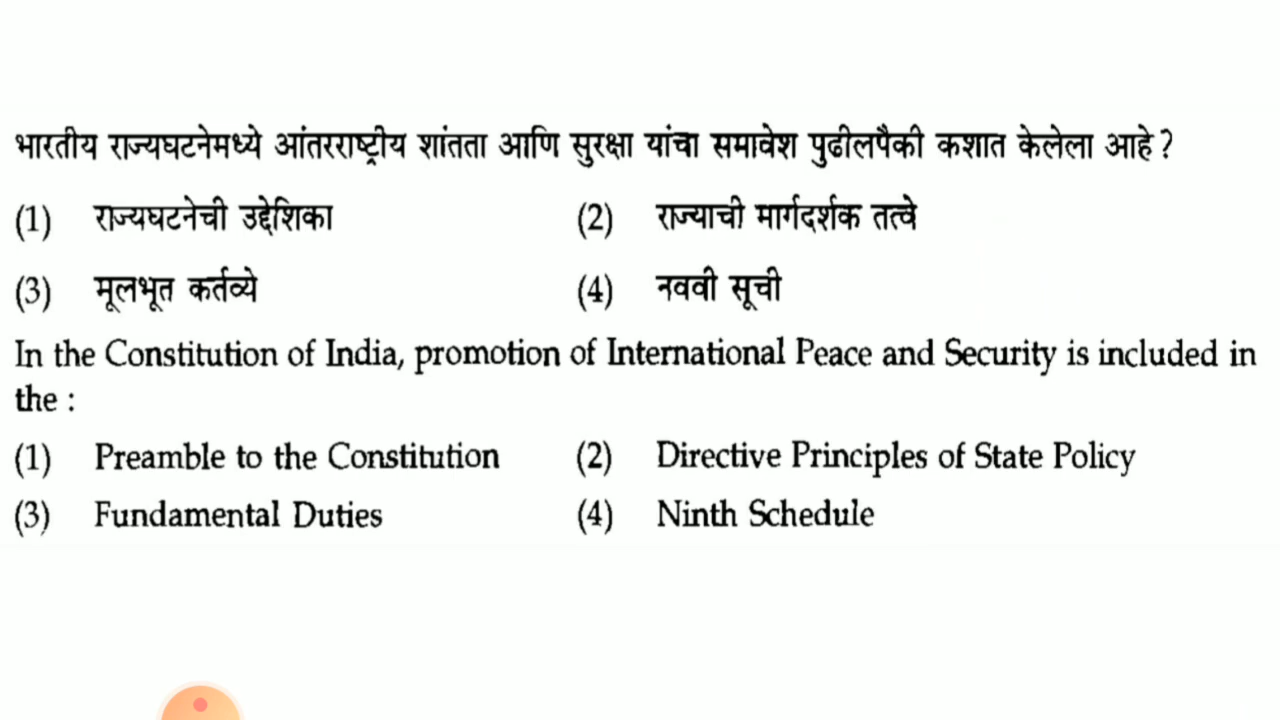 भारतीय राज्यघटनेमध्ये आंतरराष्ट्रीय शांतता आणि सुरक्षा यांचा समावेश पुढीलपैकी कशात केलेला आहे ?
(1) राज्यघटनेची उद्देशिका (2) राज्याची मार्गदर्शक तत्वे
(3) मूलभूत कर्तव्ये (4) नववी सूची
In the Constitution of India, promotion of International Peace and Security is included in
the :
(1) Preamble to the Constitution (2) Directive Principles of State Policy
(3) Fundamental Duties (4) Ninth Schedule